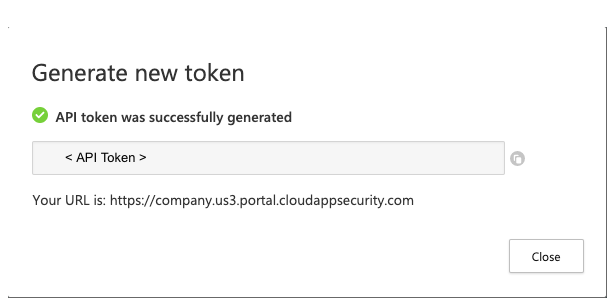 Generate new token
API token was successfully generated
< API Token >
Your URL is: https://company.us3.portal.cloudappsecurity.com
Close